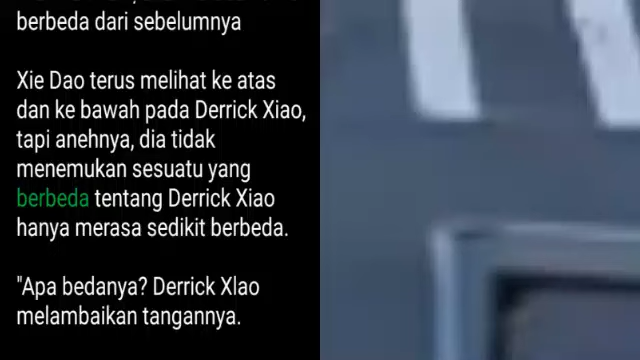 berbeda dari sebelumnya
Xie Dao terus melihat ke atas
dan ke bawah pada Derrick Xiao,
tapi anehnya, dia tidak
menemukan sesuatu yang
berbeda tentang Derrick Xiao
hanya merasa sedikit berbeda.
"Apa bedanya? Derrick Xlao
melambaikan tangannya.